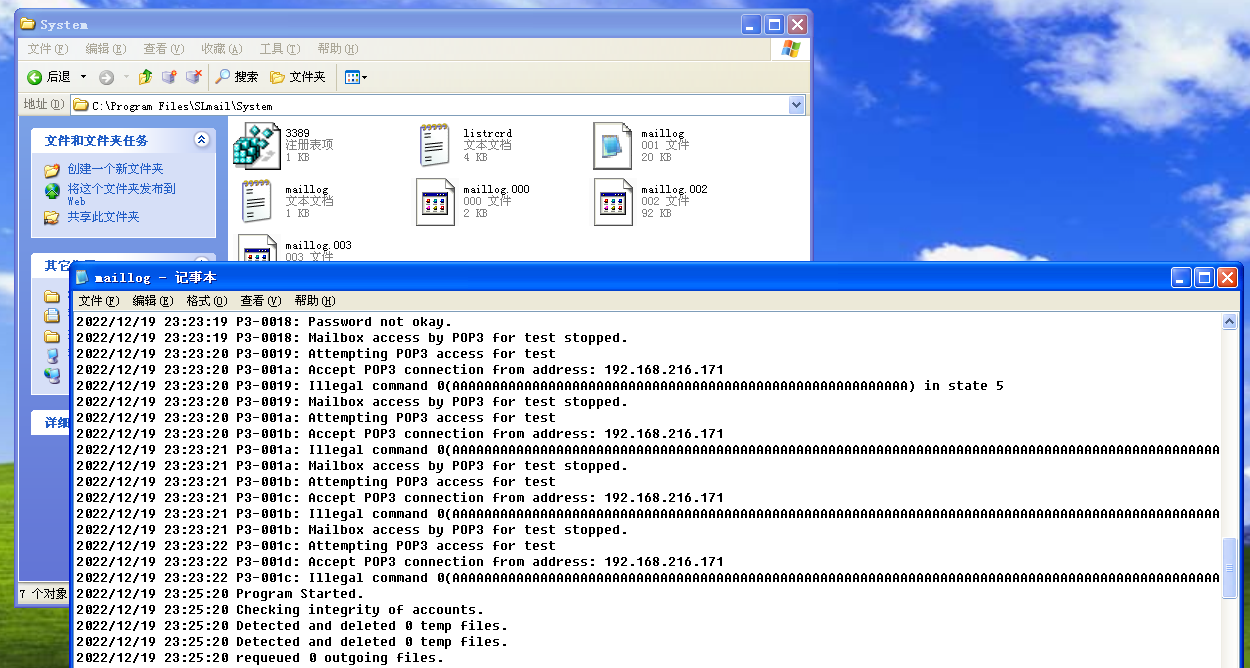 System
文件(F) 编辑(E) 查看(V) 收藏(A) 工具(T) 帮助(H)
后退 搜索 文件夹
地址(D) C:\Program Files\SLmail\System
文件和文件夹任务
创建一个新文件夹
将这个文件夹发布到
Web
共享此文件夹
其它
详细
7 个对象
3389
注册表项
1 KB
listrcrd
文本文档
4 KB
maillog
001 文件
20 KB
maillog
文本文档
1 KB
maillog.000
000 文件
2 KB
maillog.002
002 文件
92 KB
maillog.003
003 文件
maillog - 记事本
文件(F) 编辑(E) 格式(O) 查看(V) 帮助(H)
2022/12/19 23:23:19 P3-0018: Password not okay.
2022/12/19 23:23:19 P3-0018: Mailbox access by POP3 for test stopped.
2022/12/19 23:23:20 P3-0019: Attempting POP3 access for test
2022/12/19 23:23:20 P3-001a: Accept POP3 connection from address: 192.168.216.171
2022/12/19 23:23:20 P3-0019: Illegal command 0(AAAAAAAAAAAAAAAAAAAAAAAAAAAAAAAAAAAAAAAAAAAAAAAAAAAAAAAAA) in state 5
2022/12/19 23:23:20 P3-0019: Mailbox access by POP3 for test stopped.
2022/12/19 23:23:20 P3-001a: Attempting POP3 access for test
2022/12/19 23:23:20 P3-001b: Accept POP3 connection from address: 192.168.216.171
2022/12/19 23:23:21 P3-001a: Illegal command 0(AAAAAAAAAAAAAAAAAAAAAAAAAAAAAAAAAAAAAAAAAAAAAAAAAAAAAAAAAAAAAAAAAAAAAAAAAAAAAAAAAAAAAAAAAAAAAAAA
2022/12/19 23:23:21 P3-001a: Mailbox access by POP3 for test stopped.
2022/12/19 23:23:21 P3-001b: Attempting POP3 access for test
2022/12/19 23:23:21 P3-001c: Accept POP3 connection from address: 192.168.216.171
2022/12/19 23:23:21 P3-001b: Illegal command 0(AAAAAAAAAAAAAAAAAAAAAAAAAAAAAAAAAAAAAAAAAAAAAAAAAAAAAAAAAAAAAAAAAAAAAAAAAAAAAAAAAAAAAAAAAAAAAAAA
2022/12/19 23:23:21 P3-001b: Mailbox access by POP3 for test stopped.
2022/12/19 23:23:22 P3-001c: Attempting POP3 access for test
2022/12/19 23:23:22 P3-001d: Accept POP3 connection from address: 192.168.216.171
2022/12/19 23:23:22 P3-001c: Illegal command 0(AAAAAAAAAAAAAAAAAAAAAAAAAAAAAAAAAAAAAAAAAAAAAAAAAAAAAAAAAAAAAAAAAAAAAAAAAAAAAAAAAAAAAAAAAAAAAAAA
2022/12/19 23:25:20 Program Started.
2022/12/19 23:25:20 Checking integrity of accounts.
2022/12/19 23:25:20 Detected and deleted 0 temp files.
2022/12/19 23:25:20 Detected and deleted 0 temp files.
2022/12/19 23:25:20 requeued 0 outgoing files.